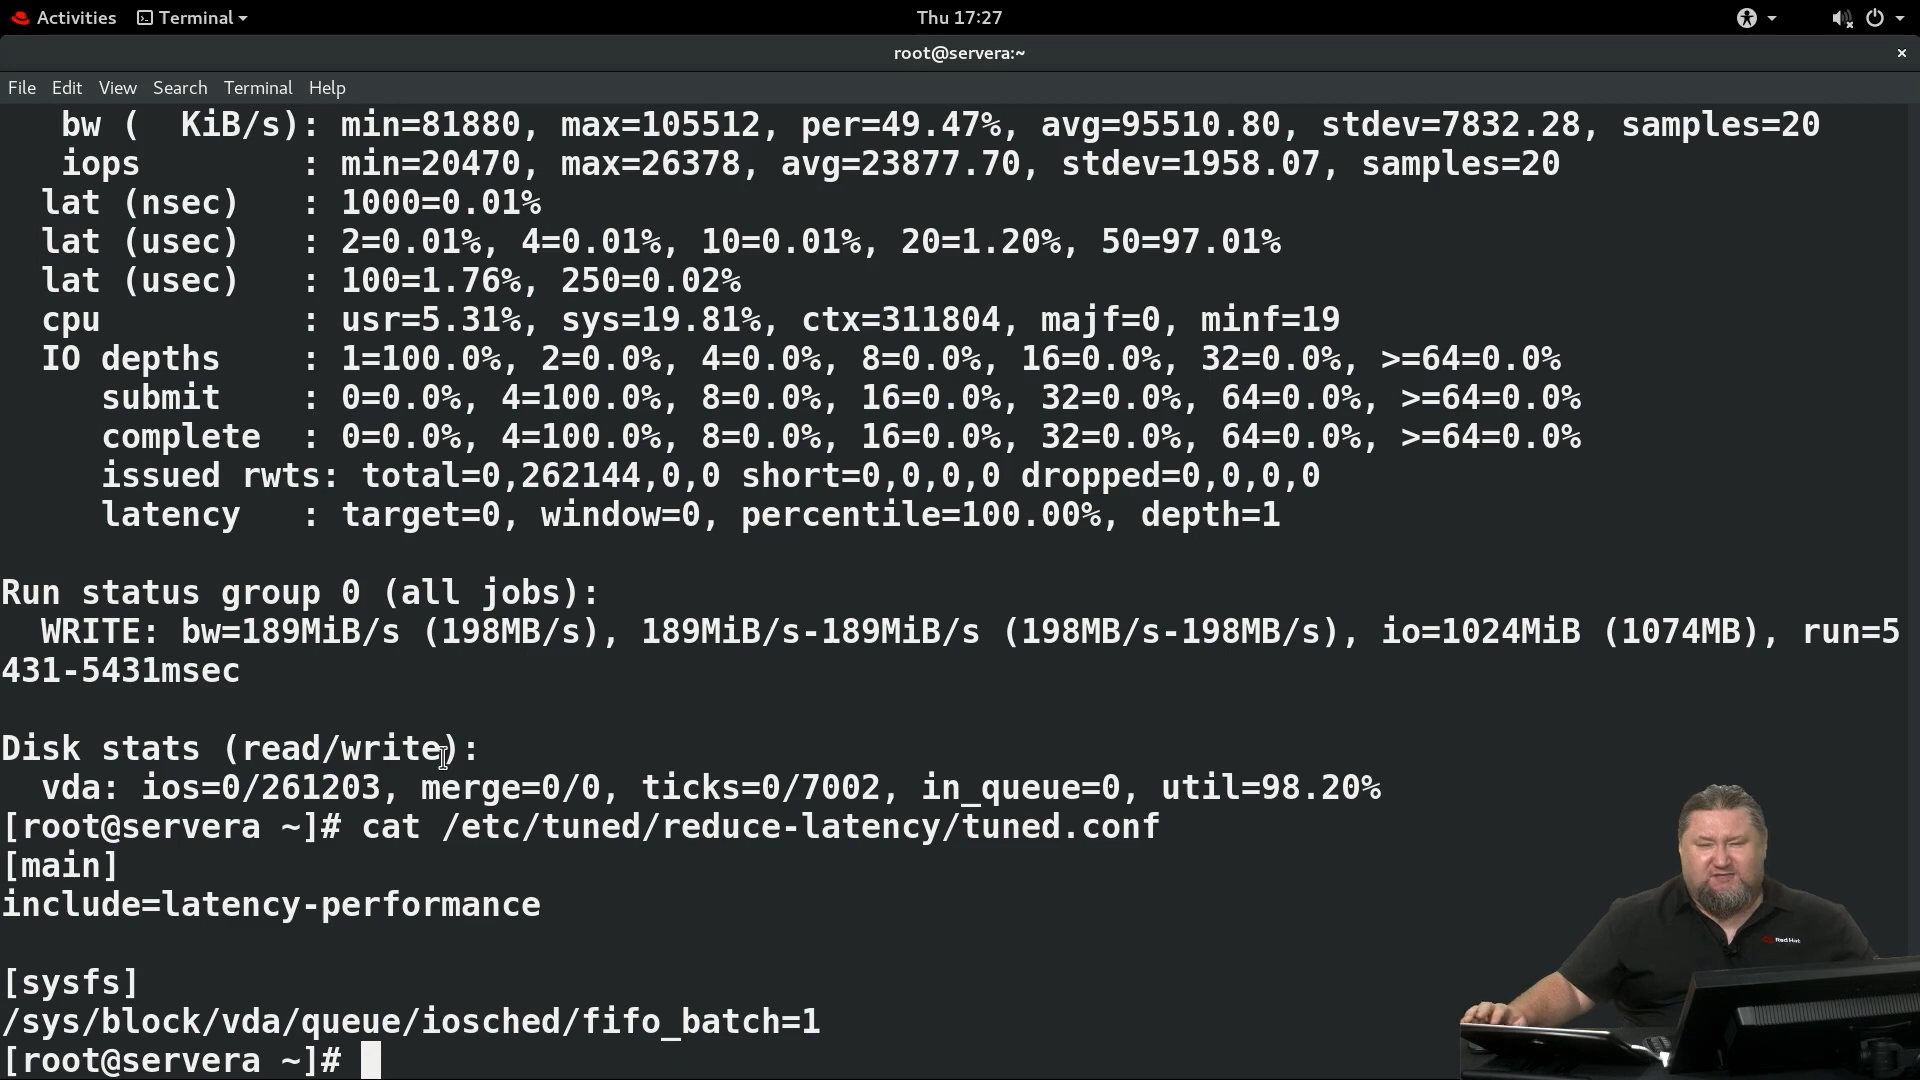 Activities Terminal Thu 17:27
root@servera:~ ×
File Edit View Search Terminal Help
bw ( KiB/s): min=81880, max=105512, per=49.47%, avg=95510.80, stdev=7832.28, samples=20
iops : min=20470, max=26378, avg=23877.70, stdev=1958.07, samples=20
lat (nsec) : 1000=0.01%
lat (usec) : 2=0.01%, 4=0.01%, 10=0.01%, 20=1.20%, 50=97.01%
lat (usec) : 100=1.76%, 250=0.02%
cpu : usr=5.31%, sys=19.81%, ctx=311804, majf=0, minf=19
IO depths : 1=100.0%, 2=0.0%, 4=0.0%, 8=0.0%, 16=0.0%, 32=0.0%, >=64=0.0%
submit : 0=0.0%, 4=100.0%, 8=0.0%, 16=0.0%, 32=0.0%, 64=0.0%, >=64=0.0%
complete : 0=0.0%, 4=100.0%, 8=0.0%, 16=0.0%, 32=0.0%, 64=0.0%, >=64=0.0%
issued rwts: total=0,262144,0,0 short=0,0,0,0 dropped=0,0,0,0
latency : target=0, window=0, percentile=100.00%, depth=1
Run status group 0 (all jobs):
WRITE: bw=189MiB/s (198MB/s), 189MiB/s-189MiB/s (198MB/s-198MB/s), io=1024MiB (1074MB), run=5
431-5431msec
Disk stats (read/write):
vda: ios=0/261203, merge=0/0, ticks=0/7002, in_queue=0, util=98.20%
[root@servera ~]# cat /etc/tuned/reduce-latency/tuned.conf
[main]
include=latency-performance
[sysfs]
/sys/block/vda/queue/iosched/fifo_batch=1
[root@servera ~]#
Red Hat